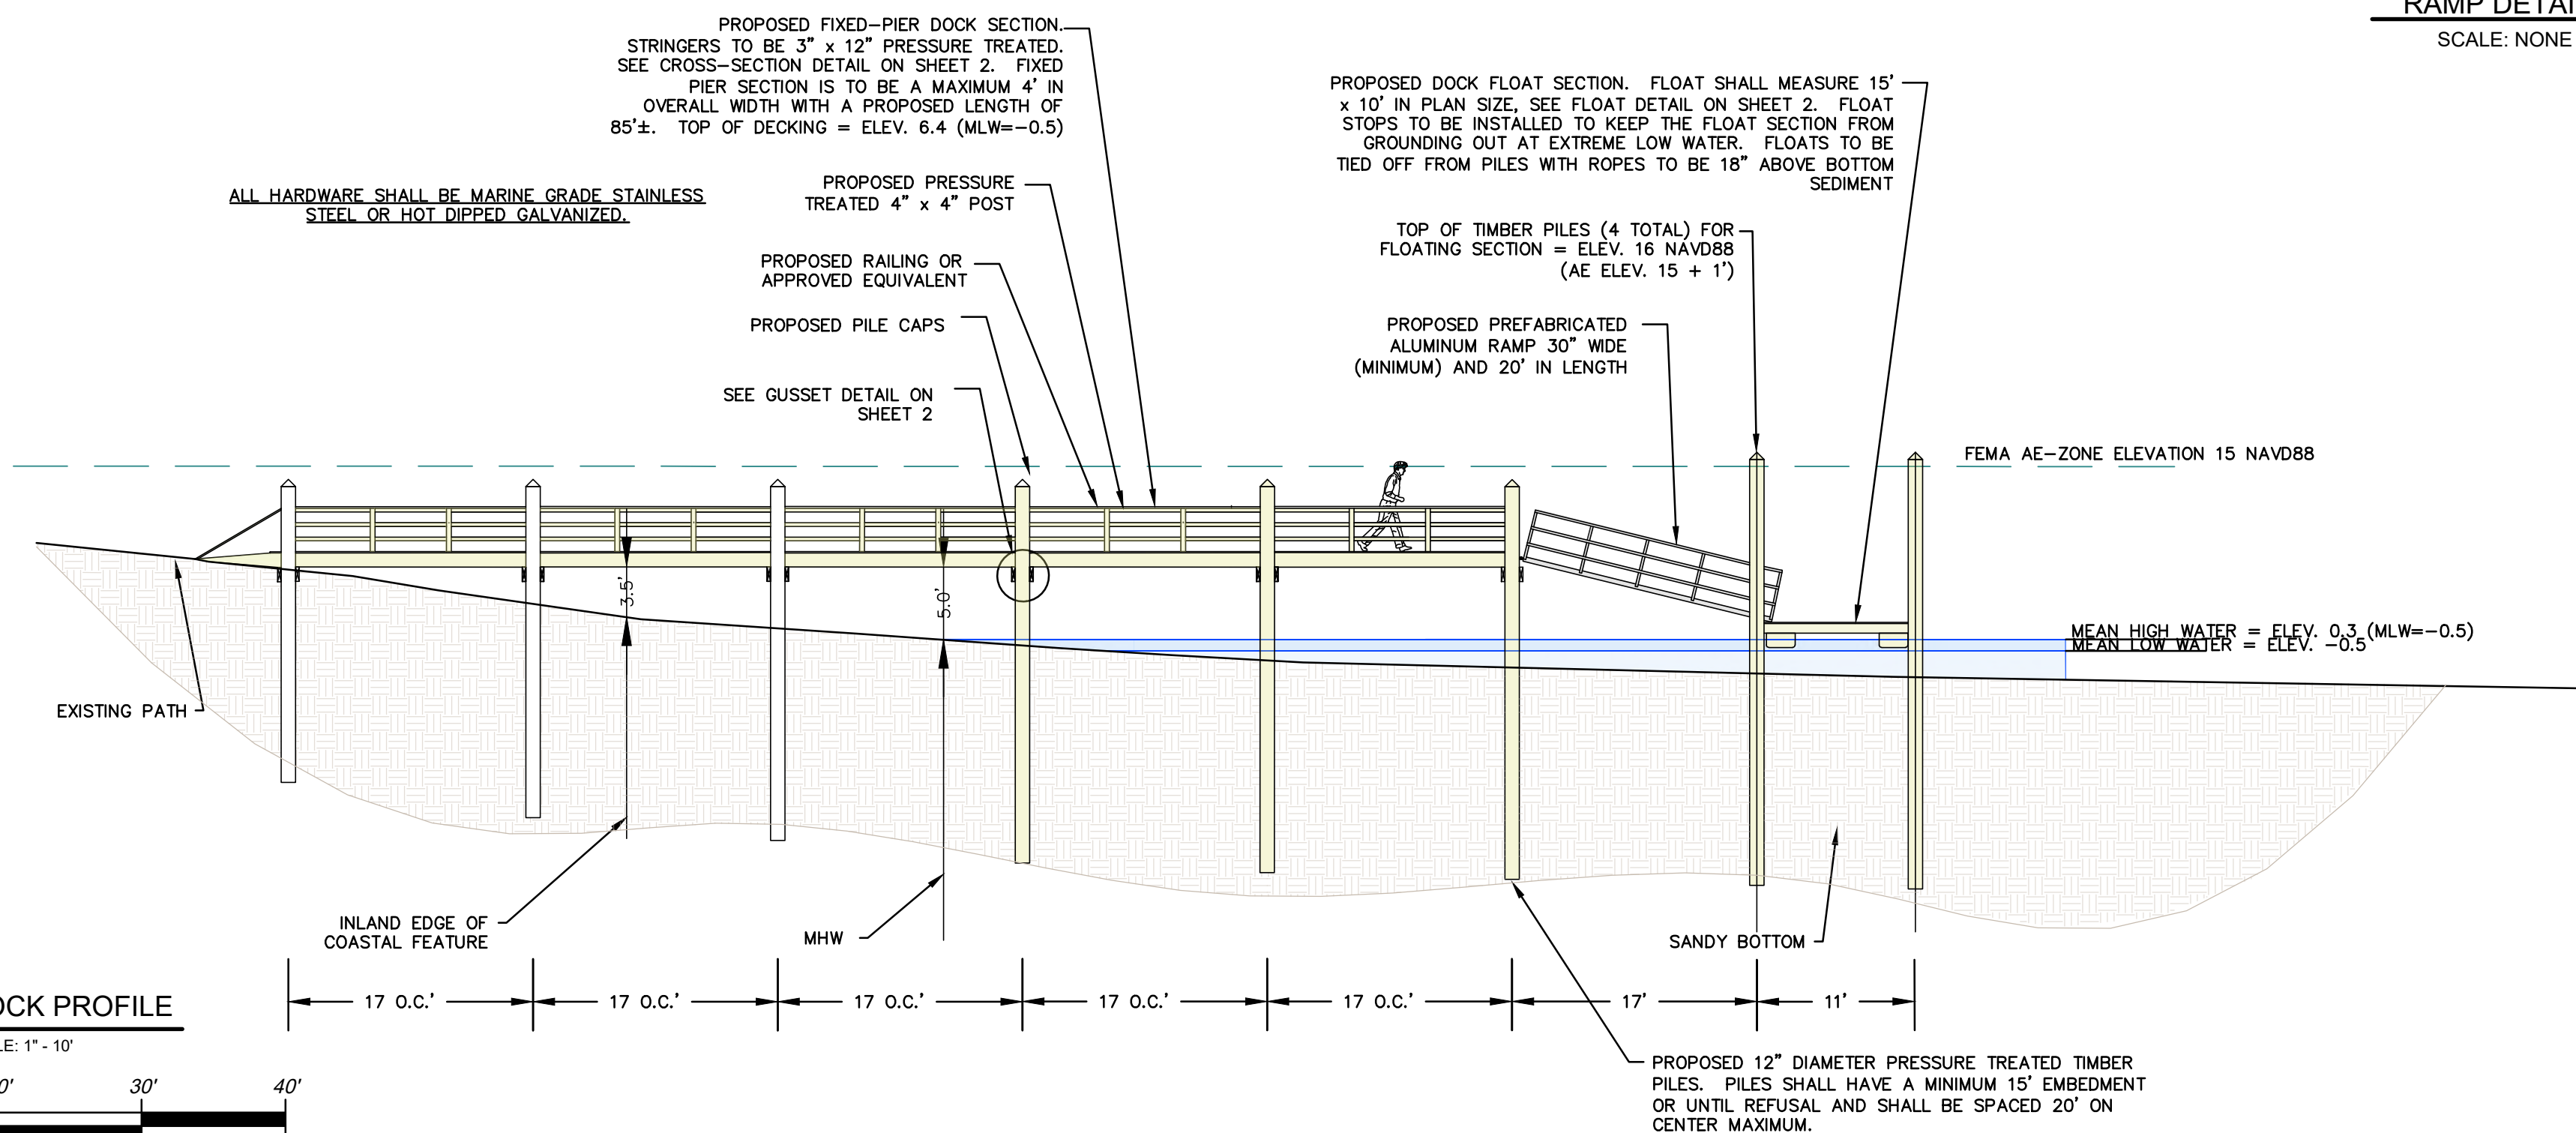 RAMP DETAI
SCALE: NONE
PROPOSED FIXED-PIER DOCK SECTION.
STRINGERS TO BE 3" x 12" PRESSURE TREATED.
SEE CROSS-SECTION DETAIL ON SHEET 2. FIXED
PIER SECTION IS TO BE A MAXIMUM 4' IN
OVERALL WIDTH WITH A PROPOSED LENGTH OF
85'±. TOP OF DECKING = ELEV. 6.4 (MLW=-0.5)
PROPOSED DOCK FLOAT SECTION. FLOAT SHALL MEASURE 15'
x 10' IN PLAN SIZE, SEE FLOAT DETAIL ON SHEET 2. FLOAT
STOPS TO BE INSTALLED TO KEEP THE FLOAT SECTION FROM
GROUNDING OUT AT EXTREME LOW WATER. FLOATS TO BE
TIED OFF FROM PILES WITH ROPES TO BE 18" ABOVE BOTTOM
SEDIMENT
ALL HARDWARE SHALL BE MARINE GRADE STAINLESS
STEEL OR HOT DIPPED GALVANIZED.
PROPOSED PRESSURE
TREATED 4" x 4" POST
TOP OF TIMBER PILES (4 TOTAL) FOR
FLOATING SECTION = ELEV. 16 NAVD88
(AE ELEV. 15 + 1')
PROPOSED RAILING OR
APPROVED EQUIVALENT
PROPOSED PILE CAPS
PROPOSED PREFABRICATED
ALUMINUM RAMP 30" WIDE
(MINIMUM) AND 20' IN LENGTH
SEE GUSSET DETAIL ON
SHEET 2
FEMA AE-ZONE ELEVATION 15 NAVD88
3.5'
5.0'
MEAN HIGH WATER = ELEV. 0.3 (MLW=-0.5)
MEAN LOW WATER = ELEV. -0.5
EXISTING PATH
INLAND EDGE OF
COASTAL FEATURE
MHW
SANDY BOTTOM
17 O.C.'
17 O.C.'
17 O.C.'
17 O.C.'
17 O.C.'
17'
11'
OCK PROFILE
LE: 1" - 10'
0'
30'
40'
PROPOSED 12" DIAMETER PRESSURE TREATED TIMBER
PILES. PILES SHALL HAVE A MINIMUM 15' EMBEDMENT
OR UNTIL REFUSAL AND SHALL BE SPACED 20' ON
CENTER MAXIMUM.